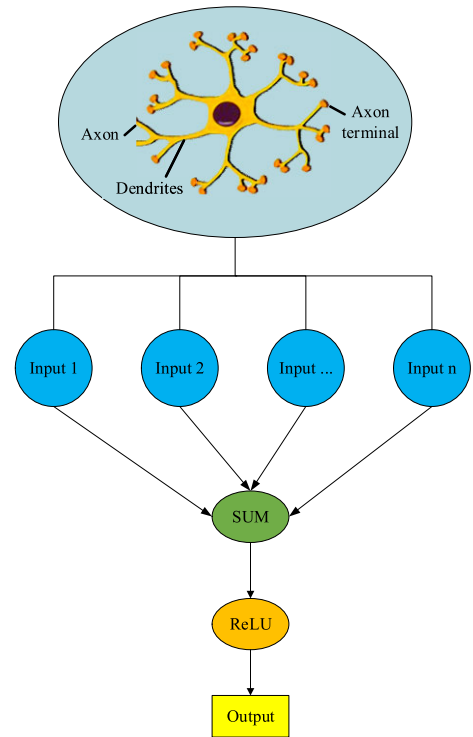 Axon
Axon
terminal
Dendrites
Input 1
Input 2
Input ...
Input n
SUM
ReLU
Output